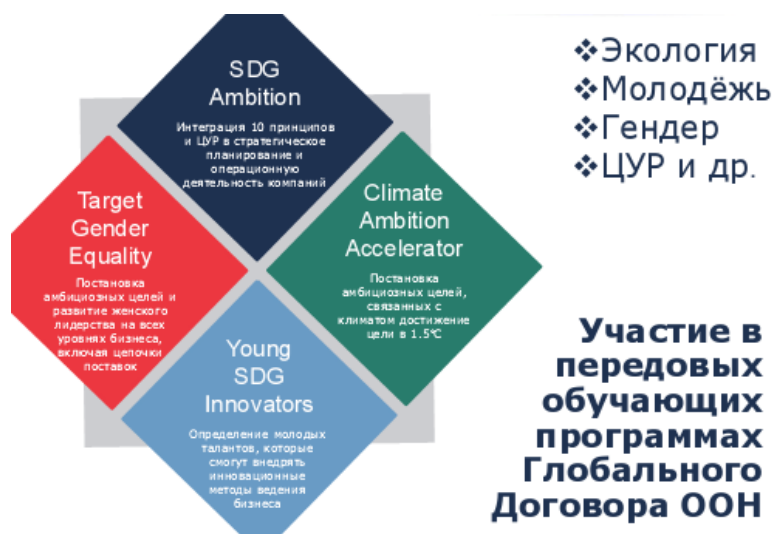 SDG
Ambition
Интеграция 10 принципов
и ЦУР в стратегическое
планирование и
операционную
деятельность компаний
Target
Gender
Equality
Постановка
амбициозных целей и
развитие женского
лидерства на всех
уровнях бизнеса,
включая цепочки
поставок
Climate
Ambition
Accelerator
Постановка
амбициозных целей,
связанных с
климатом достижение
цели в 1.5°C
Young
SDG
Innovators
Определение молодых
талантов, которые
смогут внедрять
инновационные
методы ведения
бизнеса
❖Экология
❖Молодёжь
❖Гендер
❖ЦУР и др.
Участие в
передовых
обучающих
программах
Глобального
Договора ООН